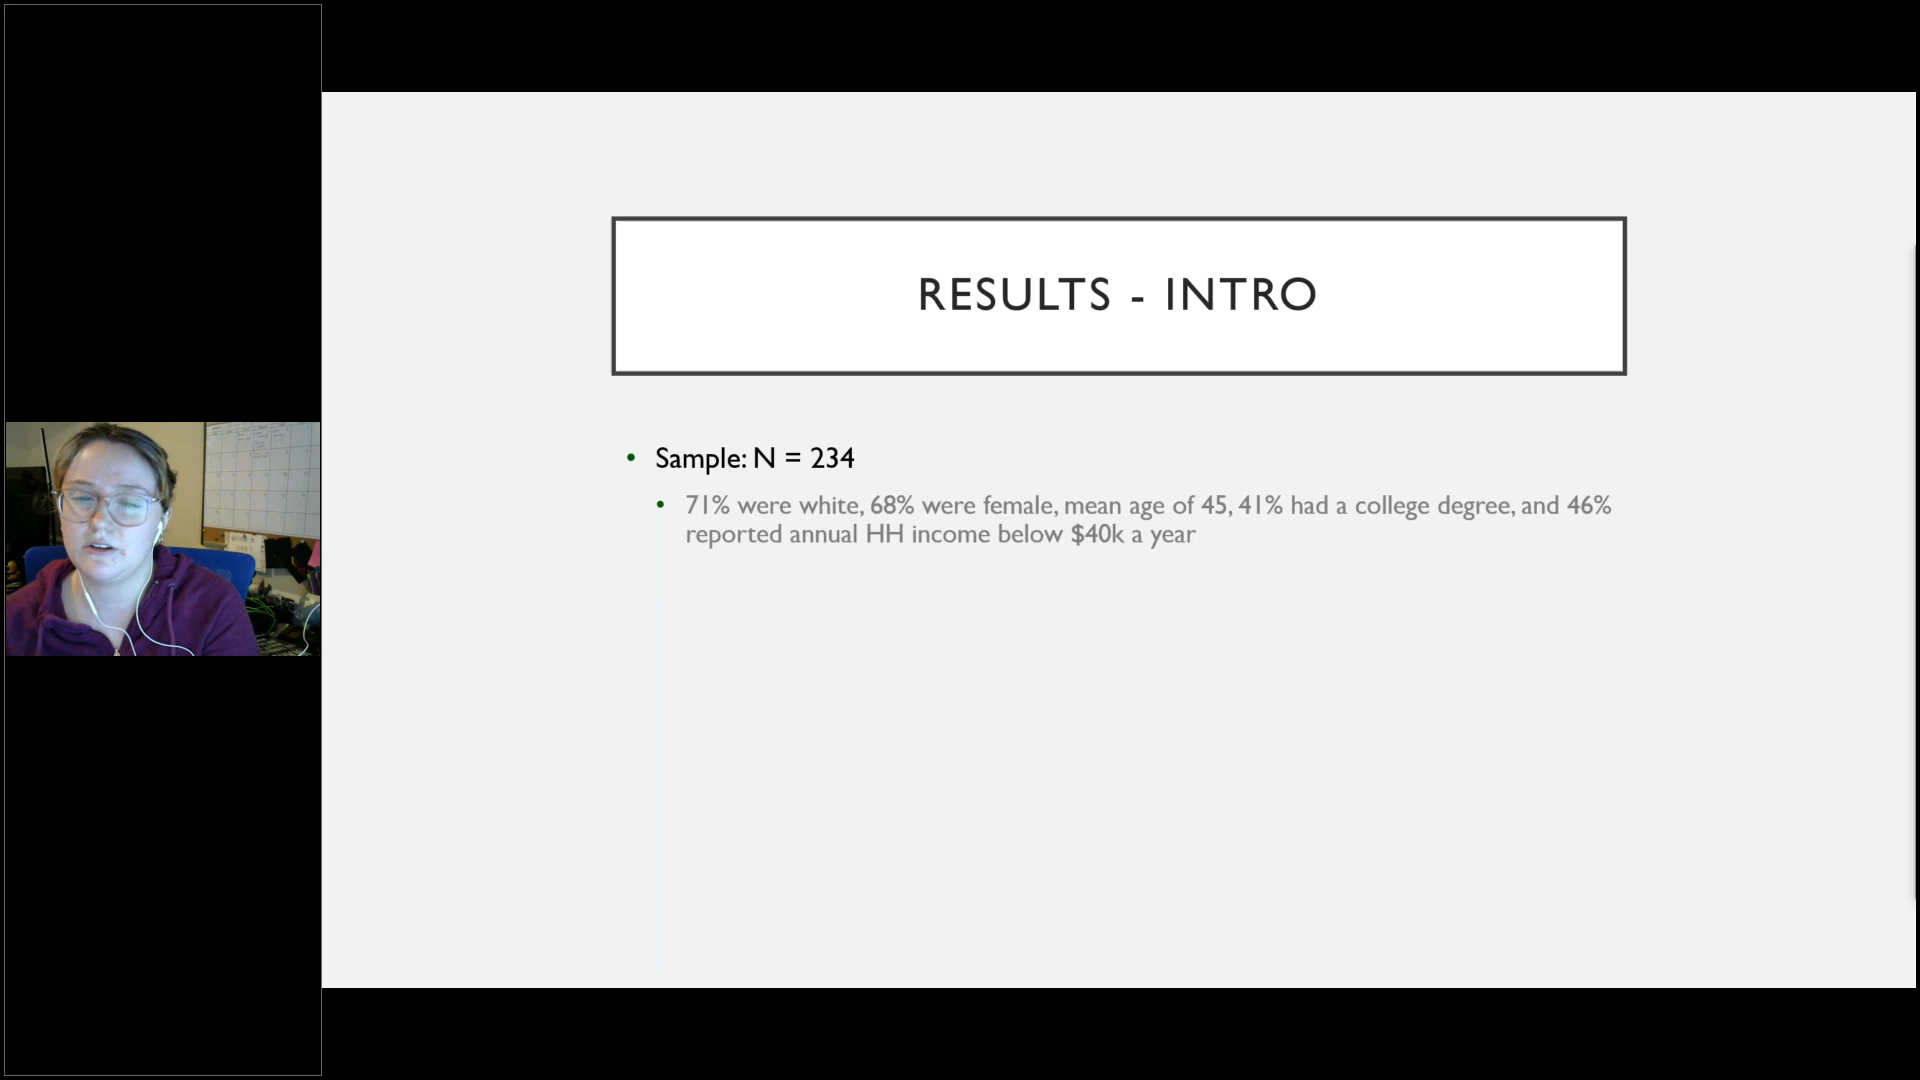 RESULTS - INTRO
• Sample: N = 234
• 71% were white, 68% were female, mean age of 45, 41% had a college degree, and 46%
reported annual HH income below $40k a year